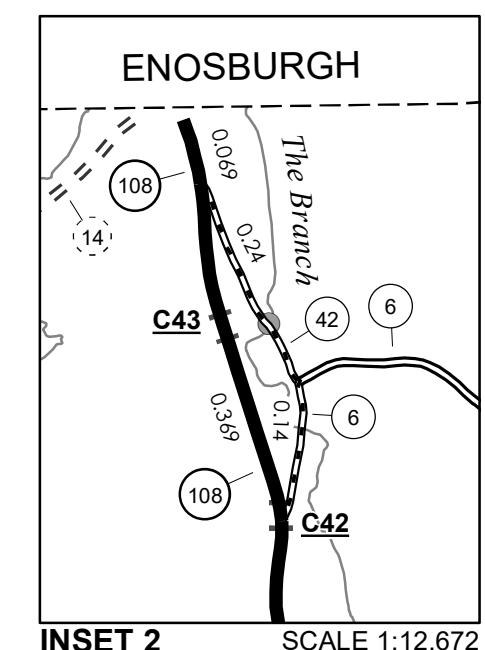 ENOSBURGH
0.069
The Branch
108
14
0.24
42
6
C43
0.369
0.14
6
108
C42
INSET 2 SCALE 1:12,672